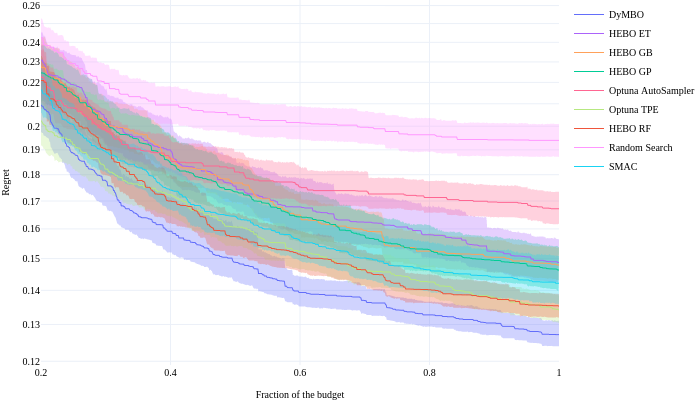 0.26
0.25
0.24
0.23
0.22
0.21
0.2
0.19
0.18
0.17
0.16
0.15
0.14
0.13
0.12
Regret
0.2
0.4
0.6
0.8
1
Fraction of the budget
DyMBO
HEBO ET
HEBO GB
HEBO GP
Optuna AutoSampler
Optuna TPE
HEBO RF
Random Search
SMAC